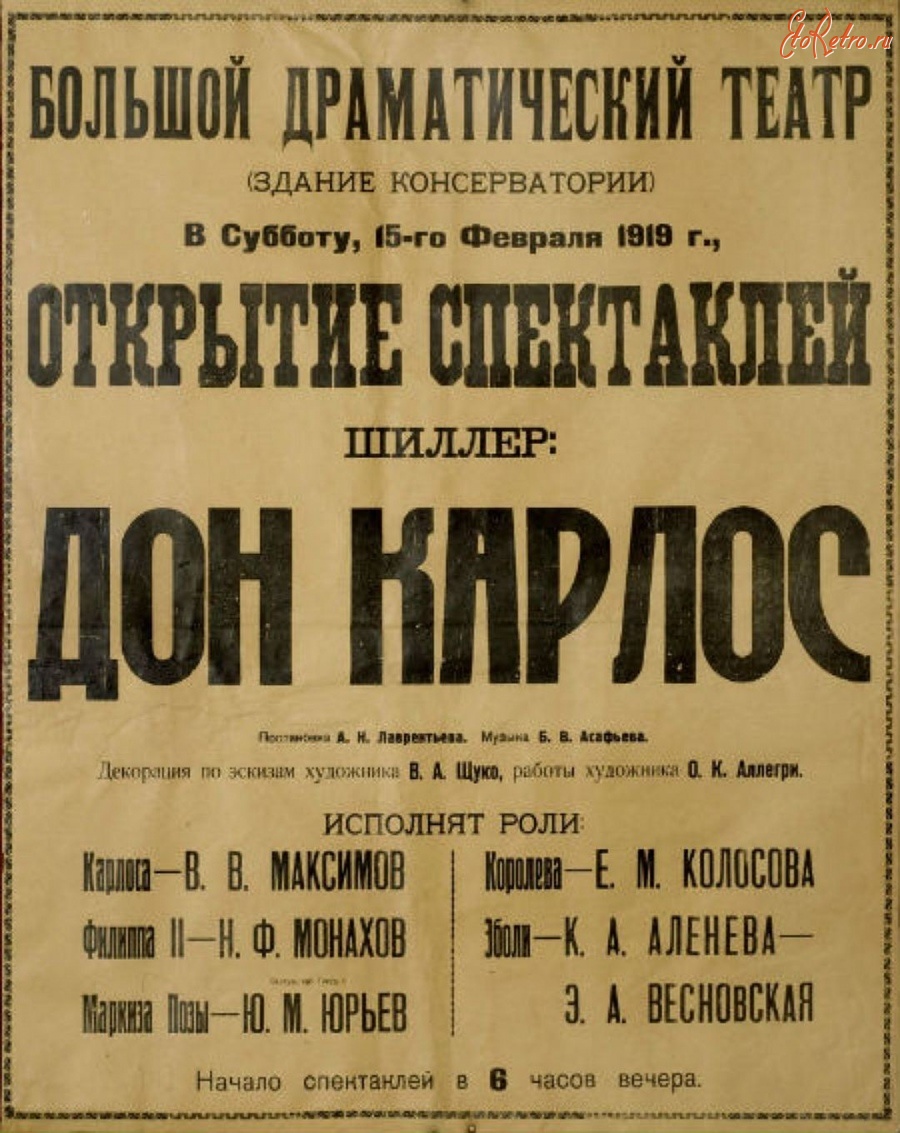 EtoRetro.ru
БОЛЬШОЙ ДРАМАТИЧЕСКИЙ ТЕАТР
(ЗДАНИЕ КОНСЕРВАТОРИИ)
В Субботу, 15-го Февраля 1919 г.,
ОТКРЫТИЕ СПЕКТАКЛЕЙ
ШИЛЛЕР:
ДОН КАРЛОС
Постановка А. Н. Лаврентьева. Музыка Б. В. Асафьева.
Декорация по эскизам художника В. А. Щуко, работы художника О. К. Аллегри.
ИСПОЛНЯТ РОЛИ:
Карлоса—В. В. МАКСИМОВ
Филиппа II—Н. Ф. МОНАХОВ
Маркиза Позы—Ю. М. ЮРЬЕВ
Королева—Е. М. КОЛОСОВА
Эболи—К. А. АЛЕНЕВА—
Э. А. ВЕСНОВСКАЯ
Начало спектаклей в 6 часов вечера.